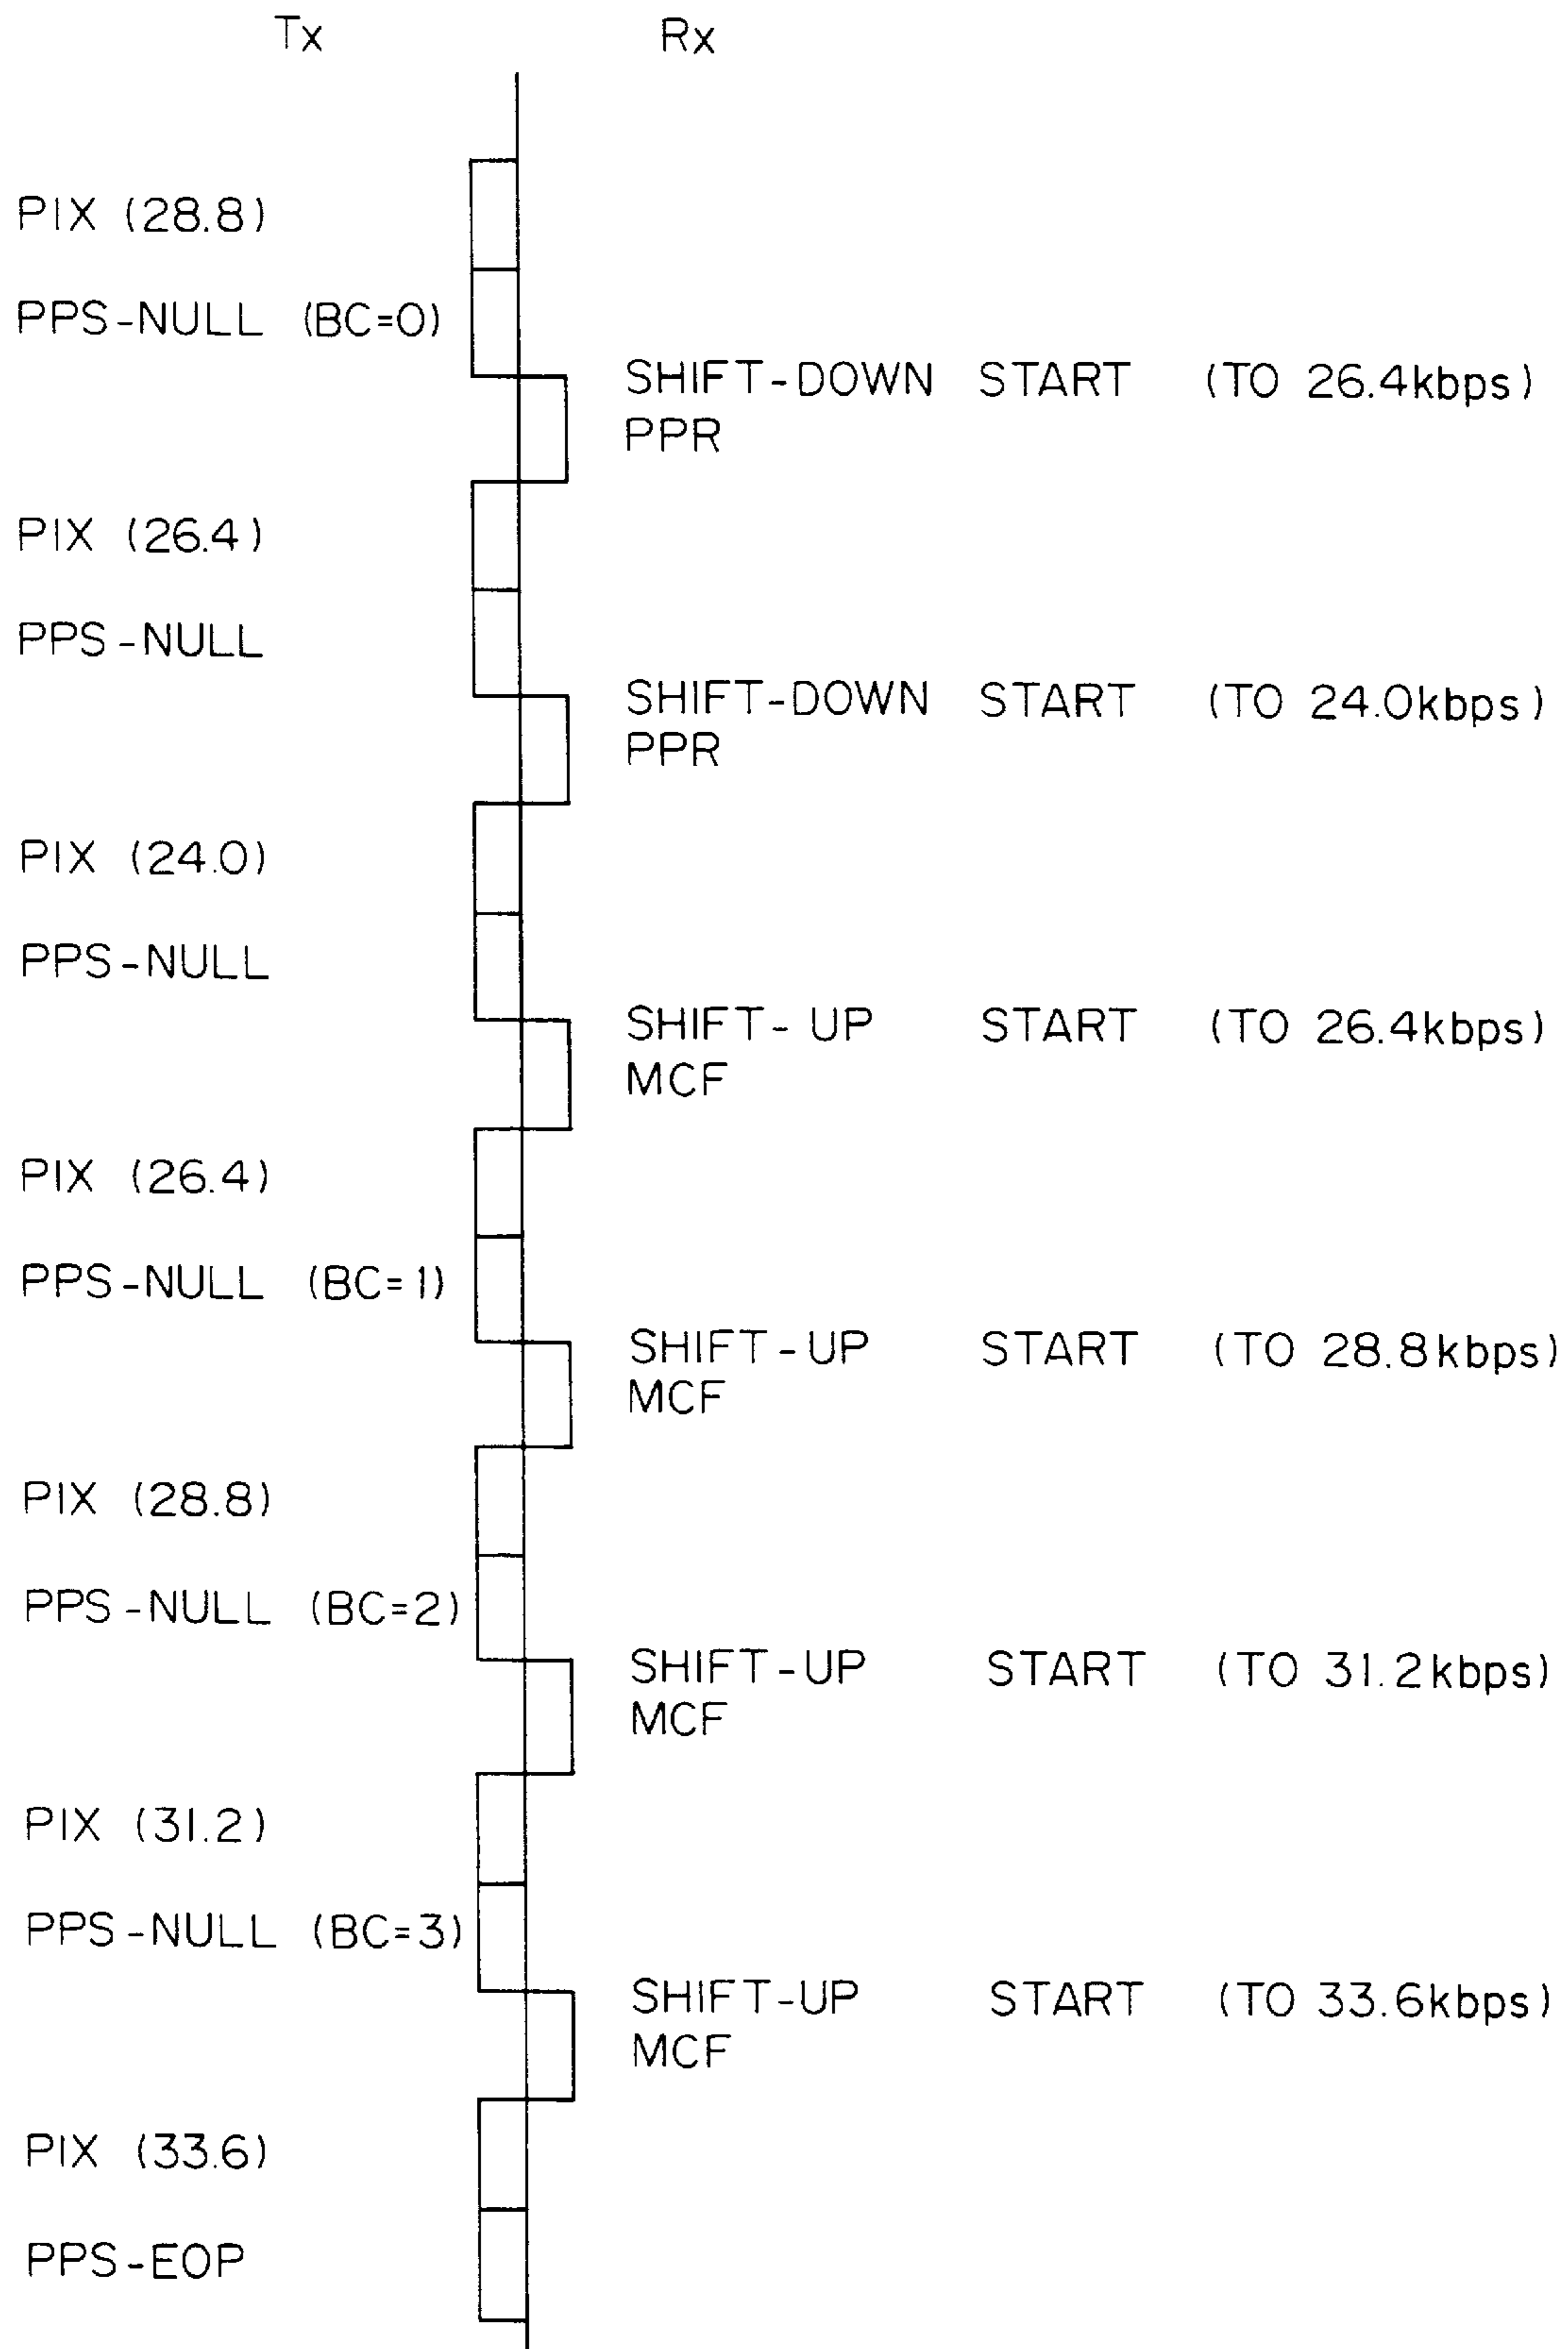 Tx Rx
PIX (28.8)
PPS-NULL (BC=0)
SHIFT-DOWN START (TO 26.4kbps)
PPR
PIX (26.4)
PPS-NULL
SHIFT-DOWN START (TO 24.0kbps)
PPR
PIX (24.0)
PPS-NULL
SHIFT-UP START (TO 26.4kbps)
MCF
PIX (26.4)
PPS-NULL (BC=1)
SHIFT-UP START (TO 28.8kbps)
MCF
PIX (28.8)
PPS-NULL (BC=2)
SHIFT-UP START (TO 31.2kbps)
MCF
PIX (31.2)
PPS-NULL (BC=3)
SHIFT-UP START (TO 33.6kbps)
MCF
PIX (33.6)
PPS-EOP